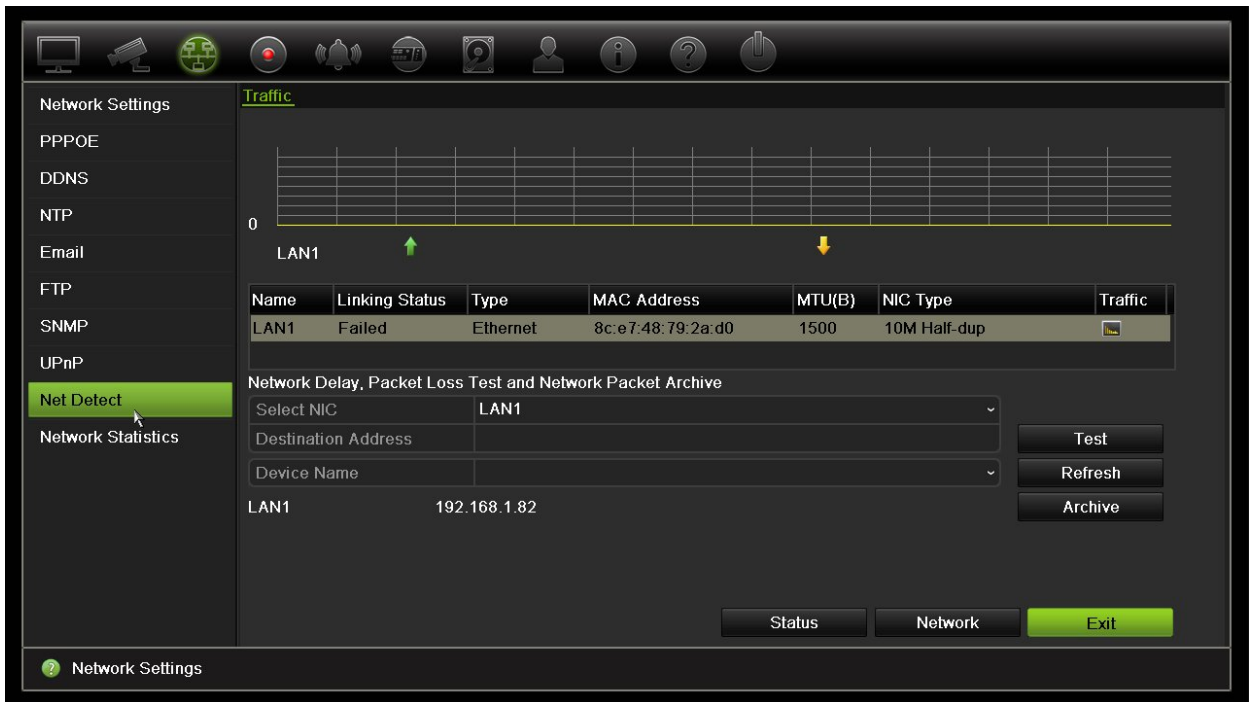 Network Settings
Traffic
PPPOE
DDNS
NTP
0
Email
LAN1
FTP
Name Linking Status Type MAC Address MTU(B) NIC Type Traffic
SNMP
LAN1 Failed Ethernet 8c:e7:48:79:2a:d0 1500 10M Half-dup
UPnP
Network Delay, Packet Loss Test and Network Packet Archive
Net Detect
Select NIC LAN1
Network Statistics
Destination Address Test
Device Name Refresh
LAN1 192.168.1.82 Archive
Status Network Exit
Network Settings